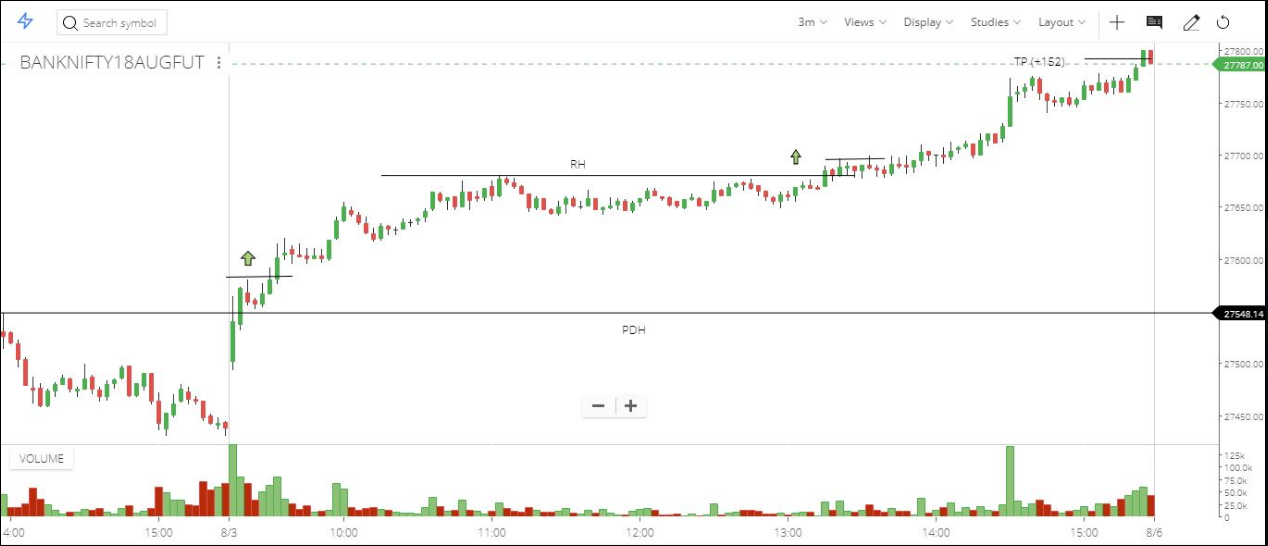 Search symbol 3m Views Display Studies Layout
BANKNIFTY18AUGFUT
TP (+152)
27800.00
27787.00
27750.00
RH
27700.00
27650.00
27600.00
27548.14
PDH
27500.00
27450.00
VOLUME
125k
100.0k
75.0k
50.0k
25.0k
0
14:00 15:00 8/3 10:00 11:00 12:00 13:00 14:00 15:00 8/6